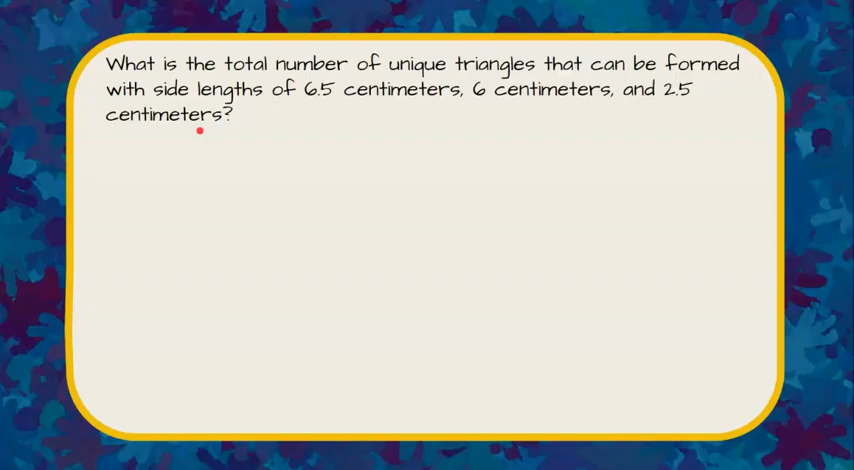 What is the total number of unique triangles that can be formed
with side lengths of 6.5 centimeters, 6 centimeters, and 2.5
centimeters?